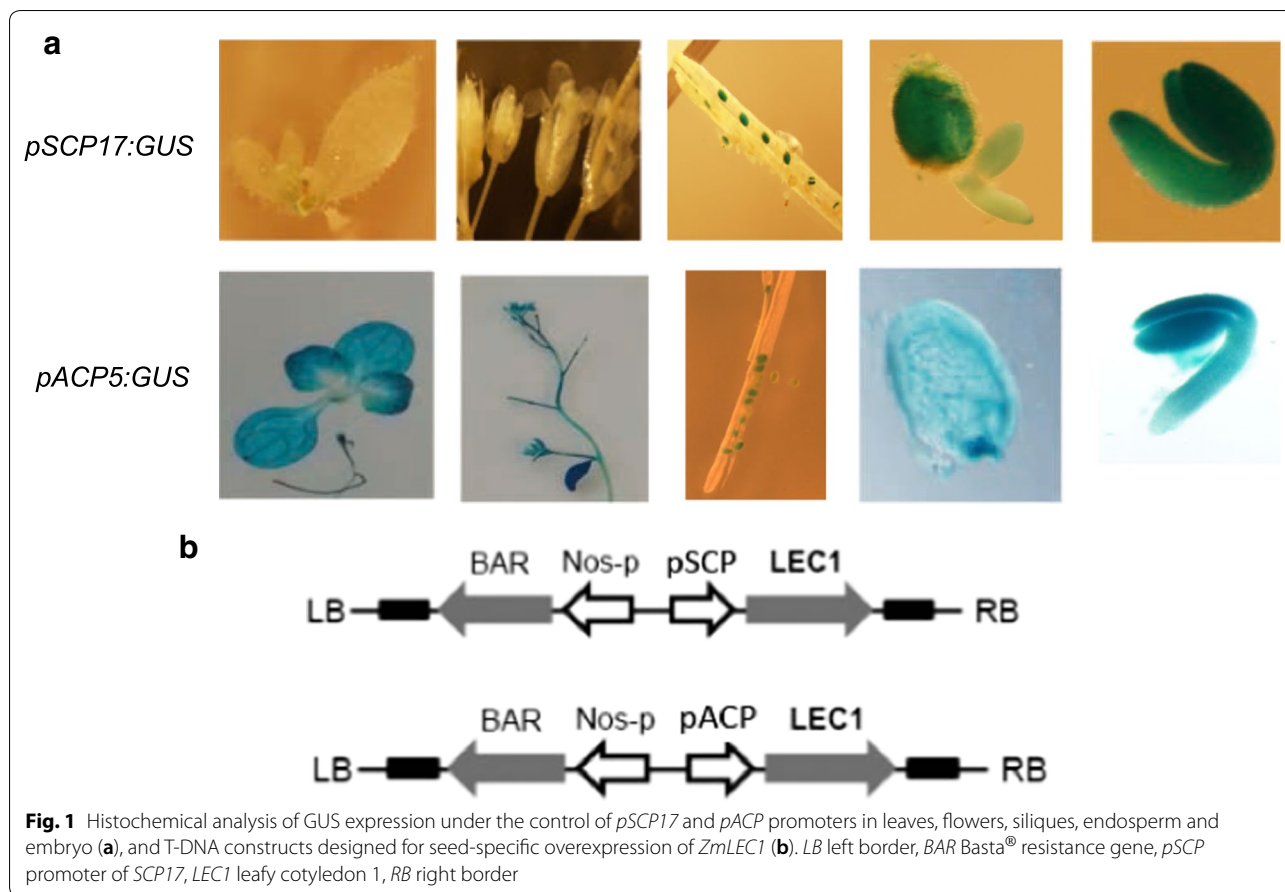 a
pSCP17:GUS
pACP5:GUS
b
BAR Nos-p pSCP LEC1
LB RB
BAR Nos-p pACP LEC1
LB RB
Fig. 1 Histochemical analysis of GUS expression under the control of pSCP17 and pACP promoters in leaves, flowers, siliques, endosperm and
embryo (a), and T-DNA constructs designed for seed-specific overexpression of ZmLEC1 (b). LB left border, BAR Basta® resistance gene, pSCP
promoter of SCP17, LEC1 leafy cotyledon 1, RB right border